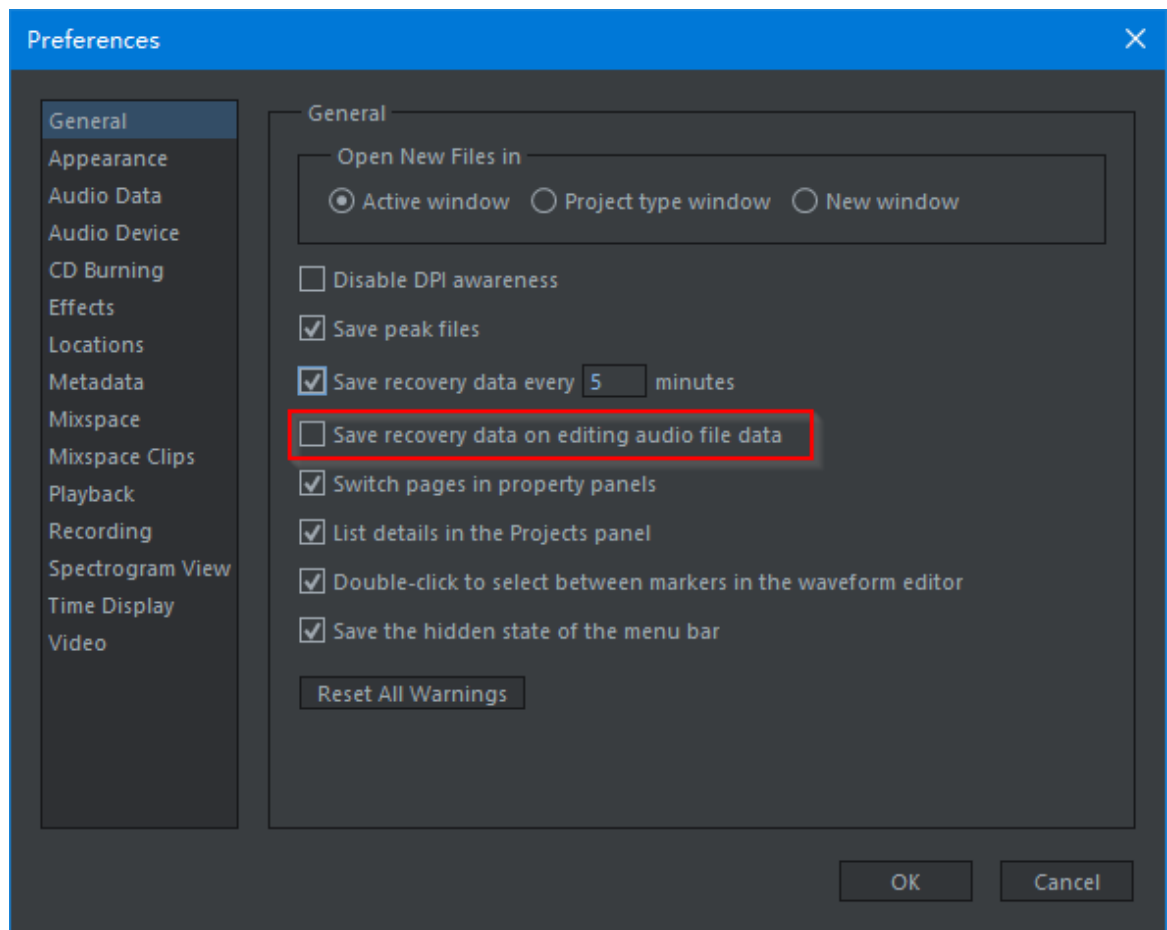 Preferences
General
Appearance
Audio Data
Audio Device
CD Burning
Effects
Locations
Metadata
Mixspace
Mixspace Clips
Playback
Recording
Spectrogram View
Time Display
Video
General
Open New Files in
Active window Project type window New window
Disable DPI awareness
Save peak files
Save recovery data every 5 minutes
Save recovery data on editing audio file data
Switch pages in property panels
List details in the Projects panel
Double-click to select between markers in the waveform editor
Save the hidden state of the menu bar
Reset All Warnings
OK Cancel